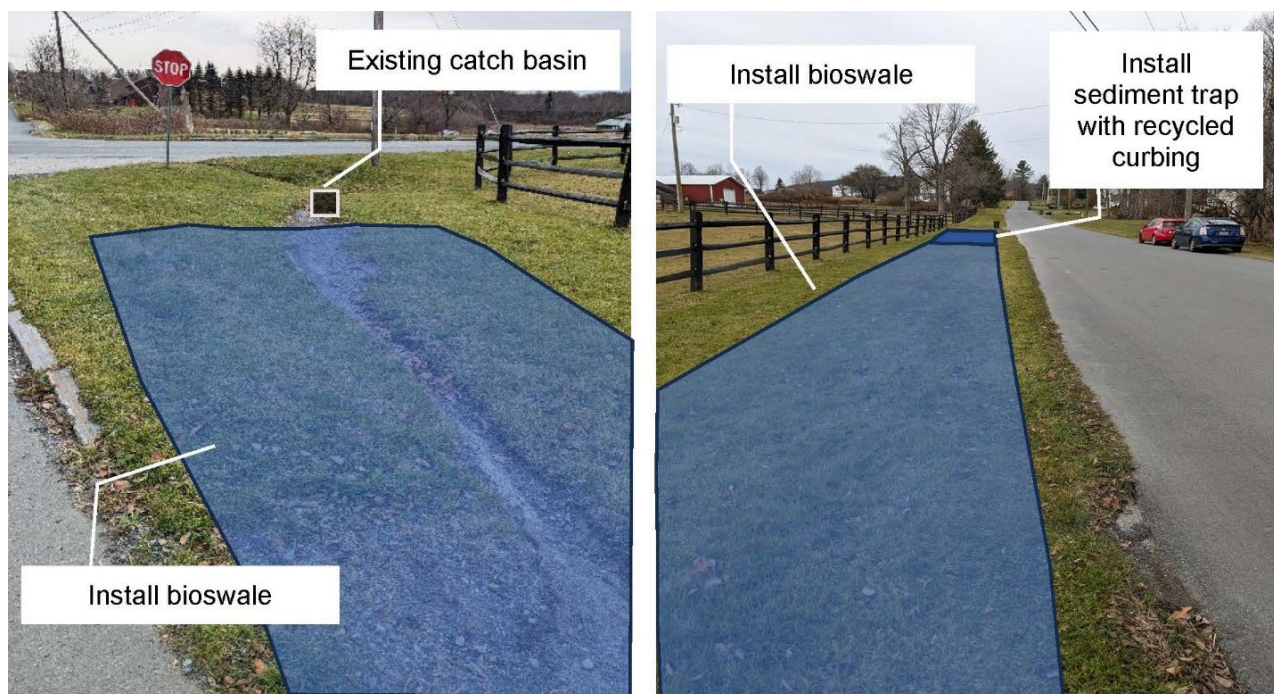 STOP
Existing catch basin
Install bioswale
Install bioswale
Install
sediment trap
with recycled
curbing